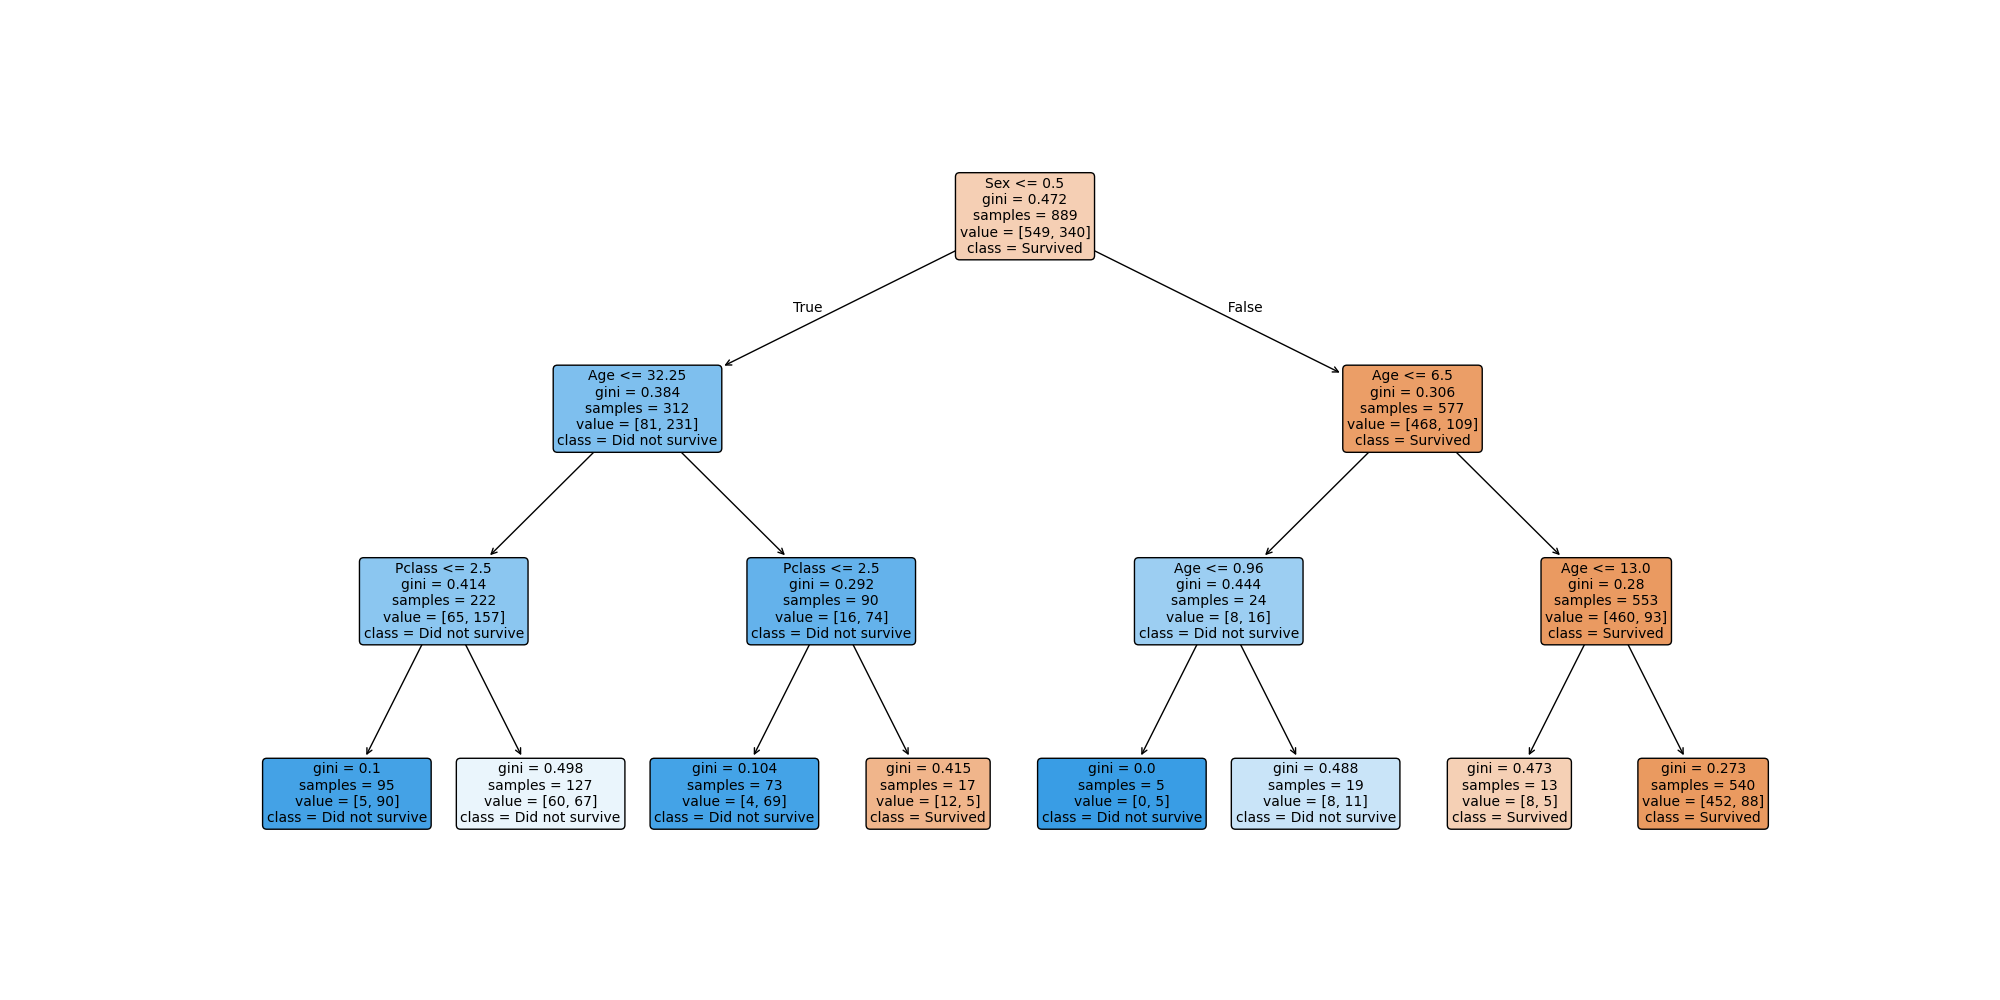 Sex <= 0.5
gini = 0.472
samples = 889
value = [549, 340]
class = Survived
True
False
Age <= 32.25
gini = 0.384
samples = 312
value = [81, 231]
class = Did not survive
Age <= 6.5
gini = 0.306
samples = 577
value = [468, 109]
class = Survived
Pclass <= 2.5
gini = 0.414
samples = 222
value = [65, 157]
class = Did not survive
Pclass <= 2.5
gini = 0.292
samples = 90
value = [16, 74]
class = Did not survive
Age <= 0.96
gini = 0.444
samples = 24
value = [8, 16]
class = Did not survive
Age <= 13.0
gini = 0.28
samples = 553
value = [460, 93]
class = Survived
gini = 0.1
samples = 95
value = [5, 90]
class = Did not survive
gini = 0.498
samples = 127
value = [60, 67]
class = Did not survive
gini = 0.104
samples = 73
value = [4, 69]
class = Did not survive
gini = 0.415
samples = 17
value = [12, 5]
class = Survived
gini = 0.0
samples = 5
value = [0, 5]
class = Did not survive
gini = 0.488
samples = 19
value = [8, 11]
class = Did not survive
gini = 0.473
samples = 13
value = [8, 5]
class = Survived
gini = 0.273
samples = 540
value = [452, 88]
class = Survived